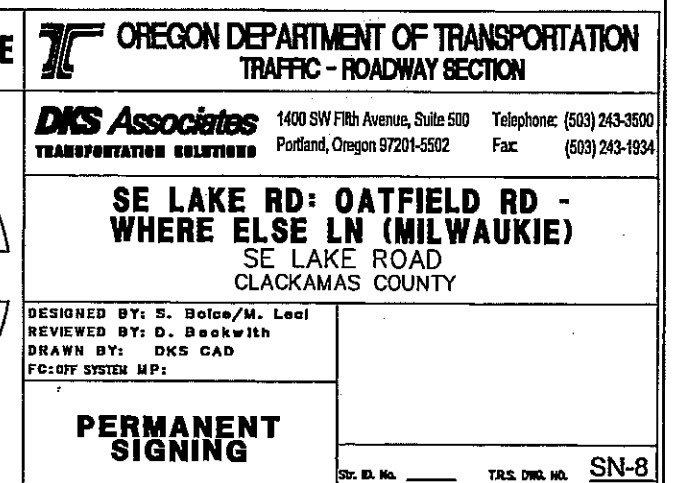 E
OREGON DEPARTMENT OF TRANSPORTATION
TRAFFIC - ROADWAY SECTION
DKS Associates
TRANSPORTATION SOLUTIONS
1400 SW Fifth Avenue, Suite 500
Portland, Oregon 97201-5502
Telephone: (503) 243-3500
Fax: (503) 243-1934
SE LAKE RD: OATFIELD RD -
WHERE ELSE LN (MILWAUKIE)
SE LAKE ROAD
CLACKAMAS COUNTY
DESIGNED BY: S. Boice/M. Leel
REVIEWED BY: D. Beckwith
DRAWN BY: DKS CAD
FC:OFF SYSTEM MP:
PERMANENT
SIGNING
Str. ID. No.
T.R.S. DWG. NO. SN-8